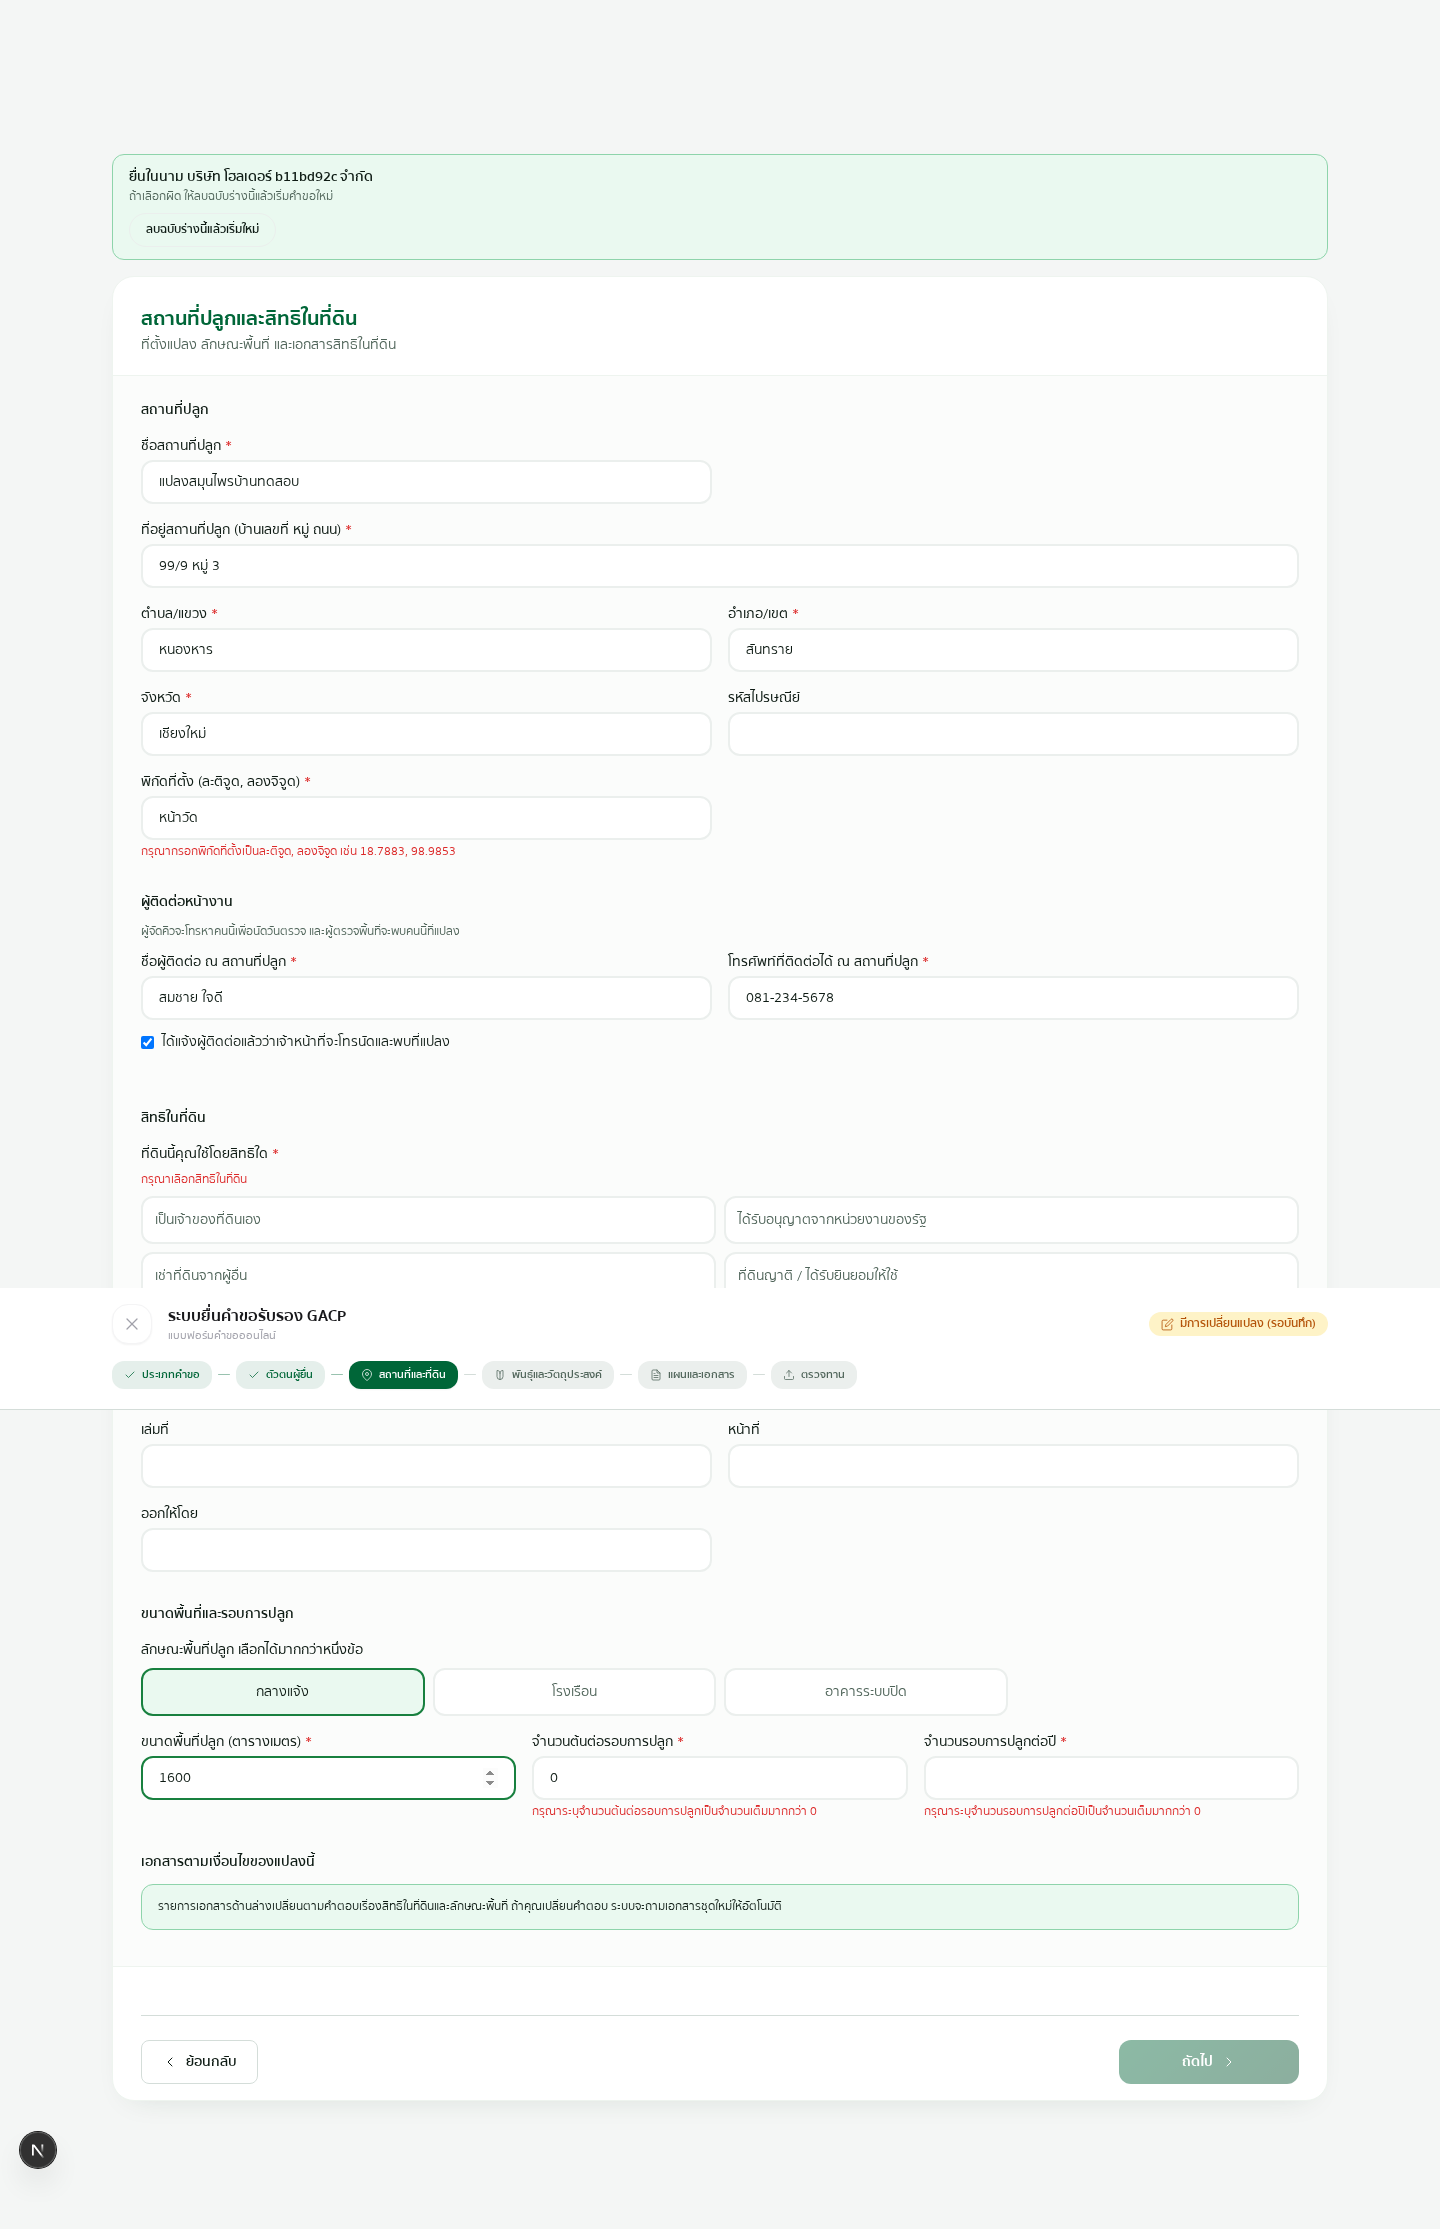 ยื่นในนาม บริษัท โฮลเดอร์ b11bd92c จำกัด
ถ้าเลือกผิด ให้ลบฉบับร่างนี้แล้วเริ่มคำขอใหม่
ลบฉบับร่างนี้แล้วเริ่มใหม่
สถานที่ปลูกและสิทธิในที่ดิน
ที่ตั้งแปลง ลักษณะพื้นที่ และเอกสารสิทธิในที่ดิน
สถานที่ปลูก
ชื่อสถานที่ปลูก *
แปลงสมุนไพรบ้านทดสอบ
ที่อยู่สถานที่ปลูก (บ้านเลขที่ หมู่ ถนน) *
99/9 หมู่ 3
ตำบล/แขวง * อำเภอ/เขต *
หนองหาร สันทราย
จังหวัด * รหัสไปรษณีย์
เชียงใหม่
พิกัดที่ตั้ง (ละติจูด, ลองจิจูด) *
หน้าวัด
กรุณากรอกพิกัดที่ตั้งเป็นละติจูด, ลองจิจูด เช่น 18.7883, 98.9853
ผู้ติดต่อหน้างาน
ผู้จัดคิวจะโทรหาคนนี้เพื่อนัดวันตรวจ และผู้ตรวจพื้นที่จะพบคนนี้ที่แปลง
ชื่อผู้ติดต่อ ณ สถานที่ปลูก * โทรศัพท์ที่ติดต่อได้ ณ สถานที่ปลูก *
สมชาย ใจดี 081-234-5678
ได้แจ้งผู้ติดต่อแล้วว่าเจ้าหน้าที่จะโทรนัดและพบที่แปลง
สิทธิในที่ดิน
ที่ดินนี้คุณใช้โดยสิทธิใด *
กรุณาเลือกสิทธิในที่ดิน
เป็นเจ้าของที่ดินเอง ได้รับอนุญาตจากหน่วยงานของรัฐ
เช่าที่ดินจากผู้อื่น ที่ดินญาติ / ได้รับยินยอมให้ใช้
ระบบยื่นคำขอรับรอง GACP
แบบฟอร์มคำขอออนไลน์
มีการเปลี่ยนแปลง (รอบันทึก)
ประเภทคำขอ ตัวตนผู้ยื่น สถานที่และที่ดิน พันธุ์และวัตถุประสงค์ แผนและเอกสาร ตรวจทาน
เล่มที่ หน้าที่
ออกให้โดย
ขนาดพื้นที่และรอบการปลูก
ลักษณะพื้นที่ปลูก เลือกได้มากกว่าหนึ่งข้อ
กลางแจ้ง โรงเรือน อาคารระบบปิด
ขนาดพื้นที่ปลูก (ตารางเมตร) * จำนวนต้นต่อรอบการปลูก * จำนวนรอบการปลูกต่อปี *
1600 0
กรุณาระบุจำนวนต้นต่อรอบการปลูกเป็นจำนวนเต็มมากกว่า 0 กรุณาระบุจำนวนรอบการปลูกต่อปีเป็นจำนวนเต็มมากกว่า 0
เอกสารตามเงื่อนไขของแปลงนี้
รายการเอกสารด้านล่างเปลี่ยนตามคำตอบเรื่องสิทธิในที่ดินและลักษณะพื้นที่ ถ้าคุณเปลี่ยนคำตอบ ระบบจะถามเอกสารชุดใหม่ให้อัตโนมัติ
ย้อนกลับ ถัดไป
N